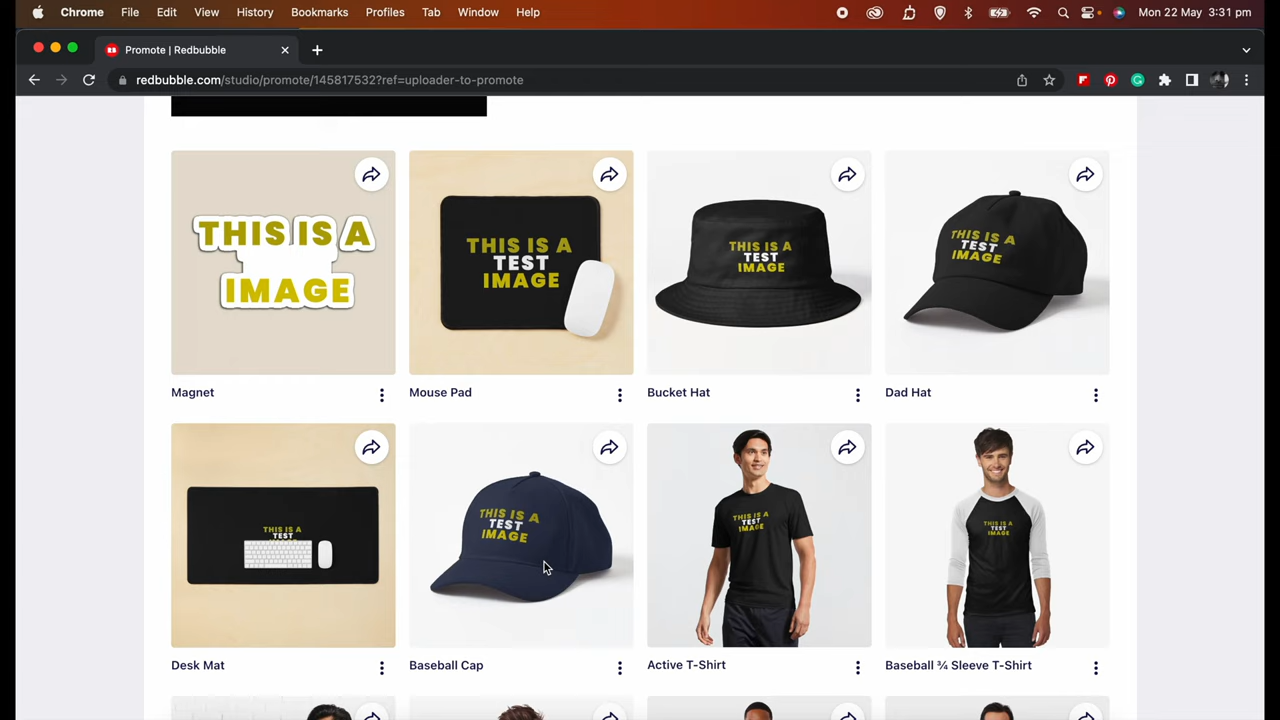 Chrome File Edit View History Bookmarks Profiles Tab Window Help Mon 22 May 3:31 pm
Promote | Redbubble
redbubble.com/studio/promote/145817532?ref=uploader-to-promote
THIS IS A
IMAGE
THIS IS A
TEST
IMAGE
THIS IS A
TEST
IMAGE
THIS IS A
TEST
IMAGE
Magnet Mouse Pad Bucket Hat Dad Hat
THIS IS A
TEST
THIS IS A
TEST
IMAGE
THIS IS A
TEST
IMAGE
THIS IS A
TEST
IMAGE
Desk Mat Baseball Cap Active T-Shirt Baseball ¾ Sleeve T-Shirt